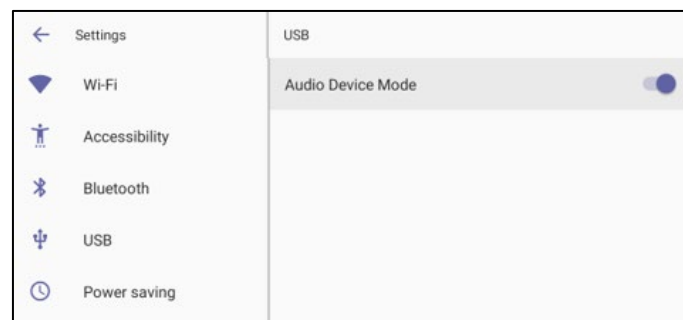 Settings
Wi-Fi
Accessibility
Bluetooth
USB
Power saving
USB
Audio Device Mode